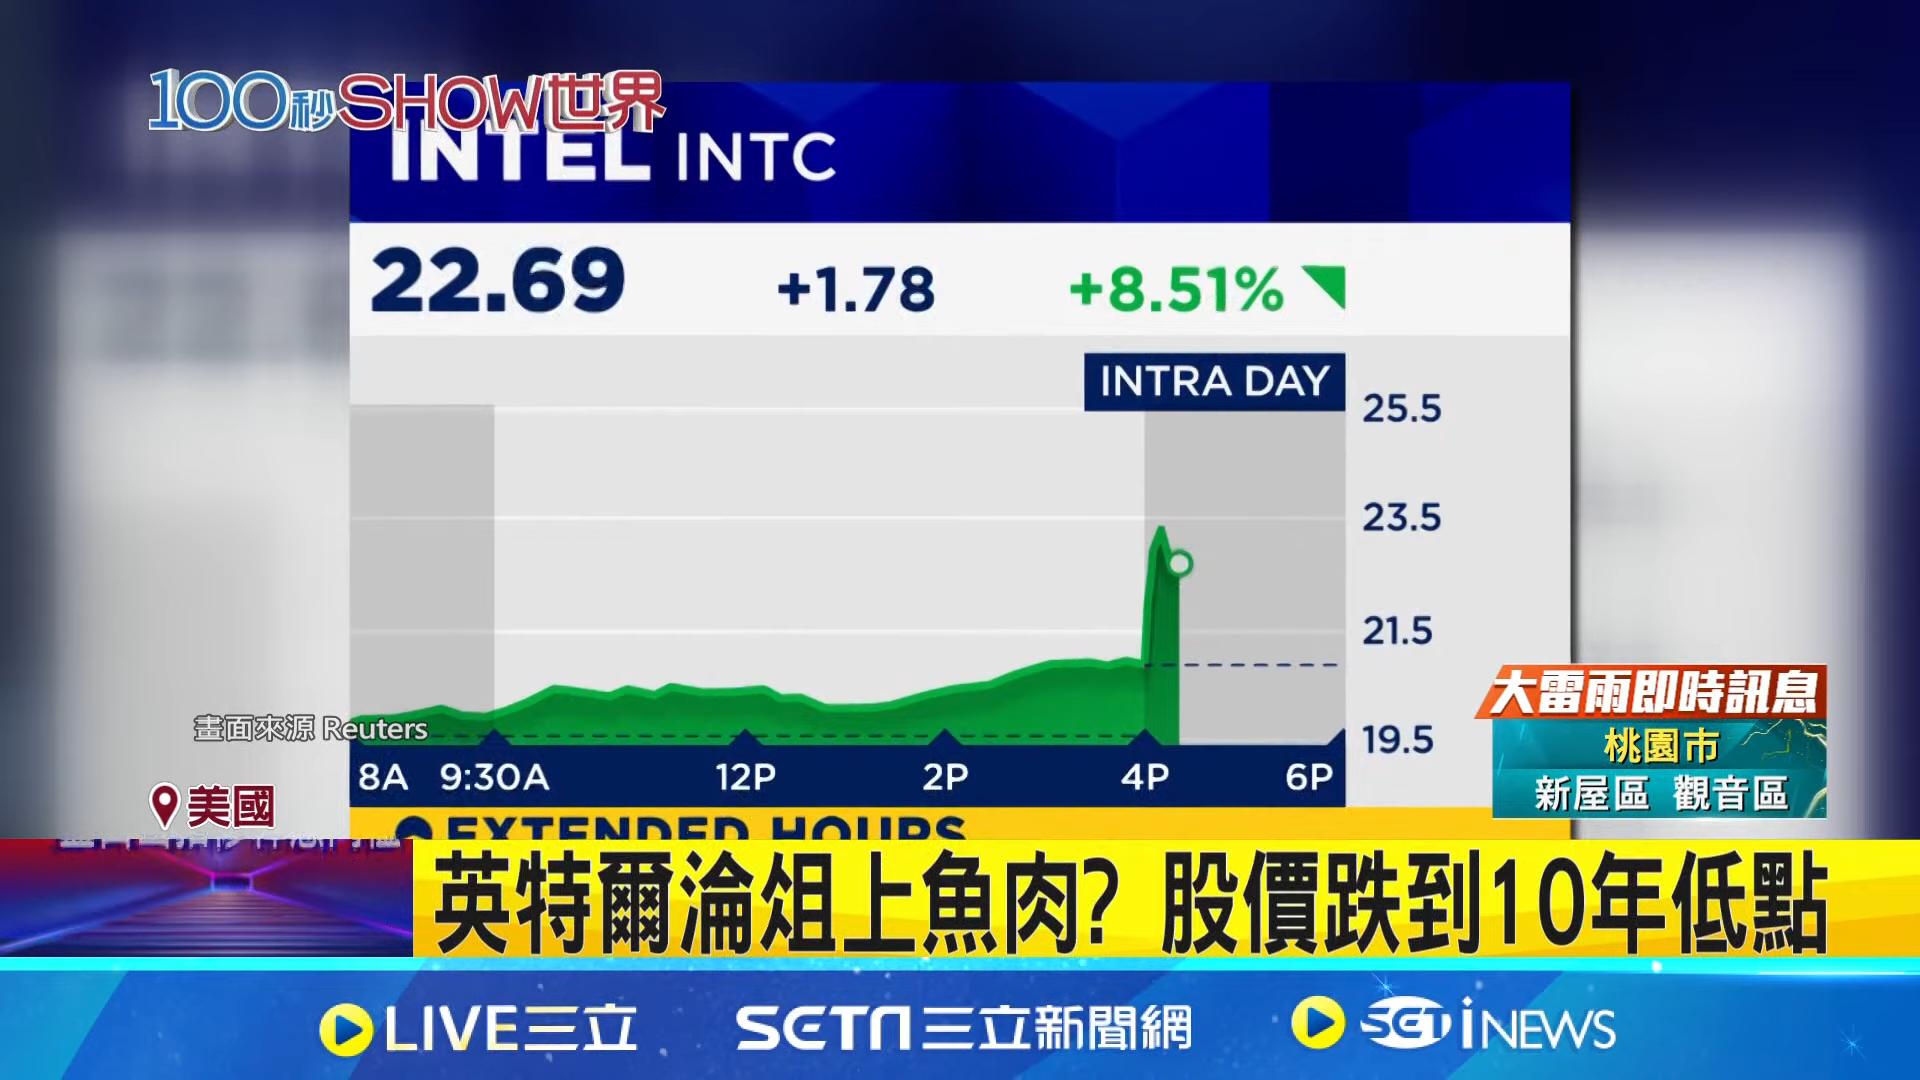 100秒SHOW世界
INTEL INTC
22.69 +1.78 +8.51%
INTRA DAY
25.5
23.5
21.5
19.5
8A 9:30A 12P 2P 4P 6P
EXTENDED HOURS
畫面來源 Reuters
美國
大雷雨即時訊息
桃園市
新屋區 觀音區
英特爾淪俎上魚肉? 股價跌到10年低點
LIVE三立 SETN三立新聞網 SET iNEWS